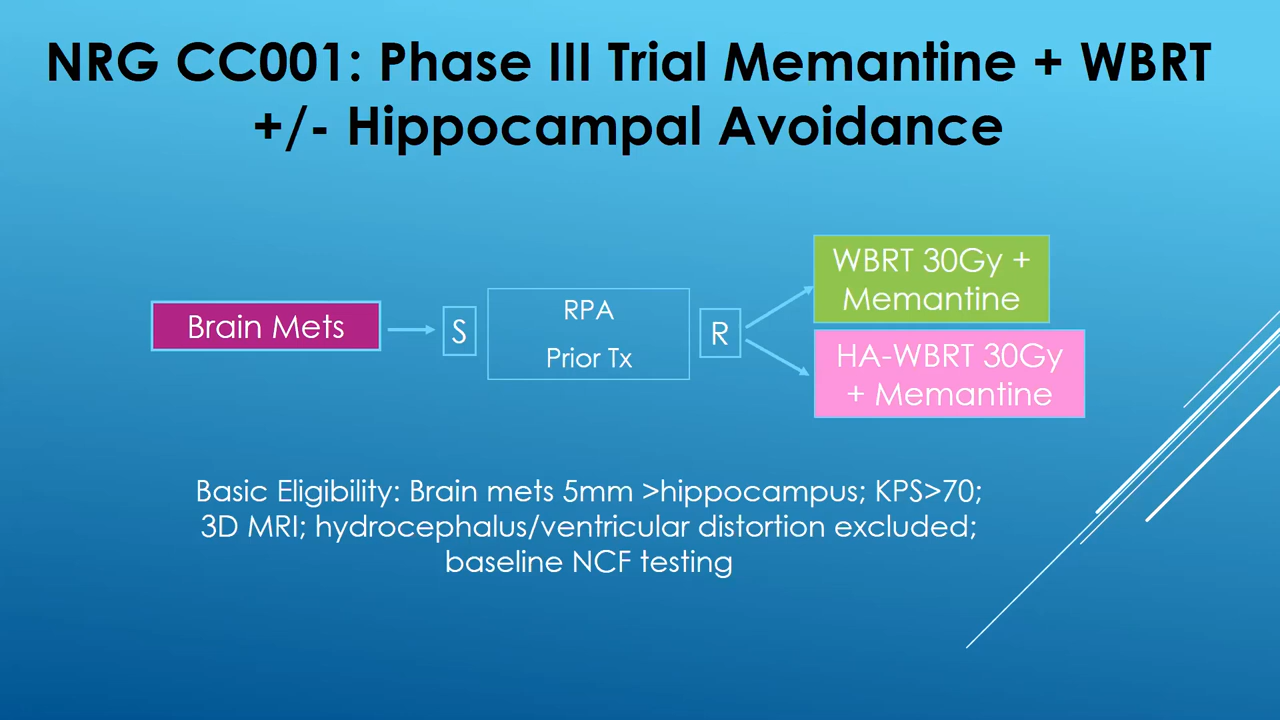 NRG CC001: Phase III Trial Memantine + WBRT
+/- Hippocampal Avoidance
Brain Mets
S
RPA
Prior Tx
R
WBRT 30Gy +
Memantine
HA-WBRT 30Gy
+ Memantine
Basic Eligibility: Brain mets 5mm >hippocampus; KPS>70;
3D MRI; hydrocephalus/ventricular distortion excluded;
baseline NCF testing